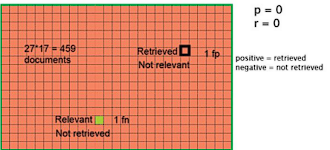 p = 0
r = 0
27*17 = 459
documents
Retrieved
1 fp
Not relevant
positive = retrieved
negative = not retrieved
Relevant
1 fn
Not retrieved